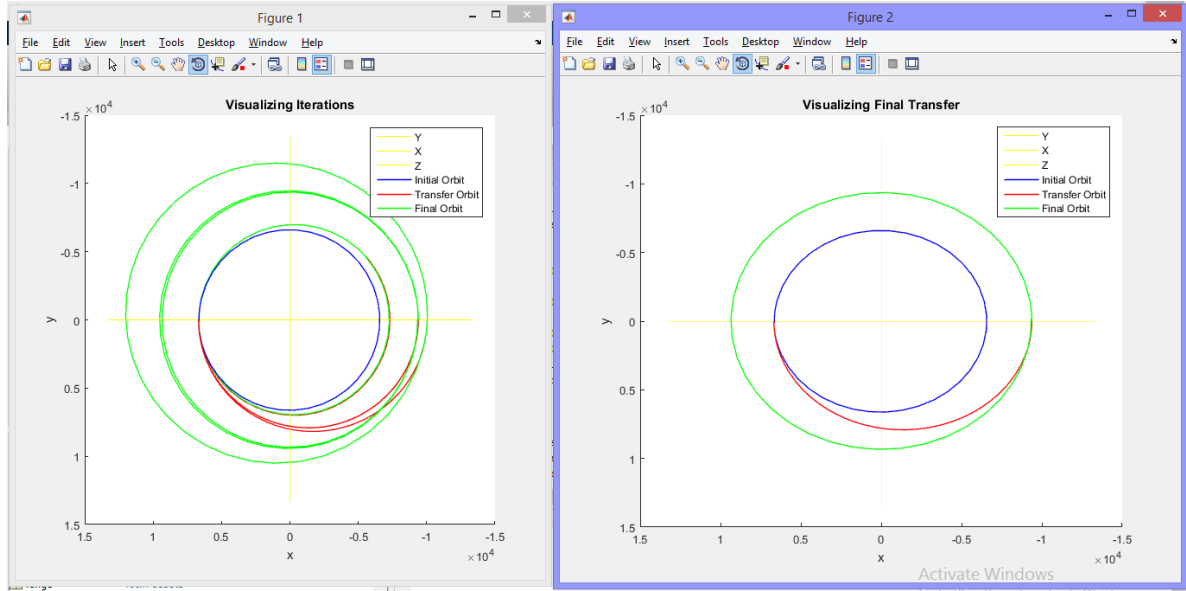 Figure 1
File Edit View Insert Tools Desktop Window Help
Visualizing Iterations
×10^4
-1.5
-1
-0.5
0
0.5
1
1.5
y
1.5 1 0.5 0 -0.5 -1 -1.5
x
×10^4
Y
X
Z
Initial Orbit
Transfer Orbit
Final Orbit
Figure 2
File Edit View Insert Tools Desktop Window Help
Visualizing Final Transfer
×10^4
-1.5
-1
-0.5
0
0.5
1
1.5
y
1.5 1 0.5 0 -0.5 -1 -1.5
x
×10^4
Y
X
Z
Initial Orbit
Transfer Orbit
Final Orbit
Activate Windows